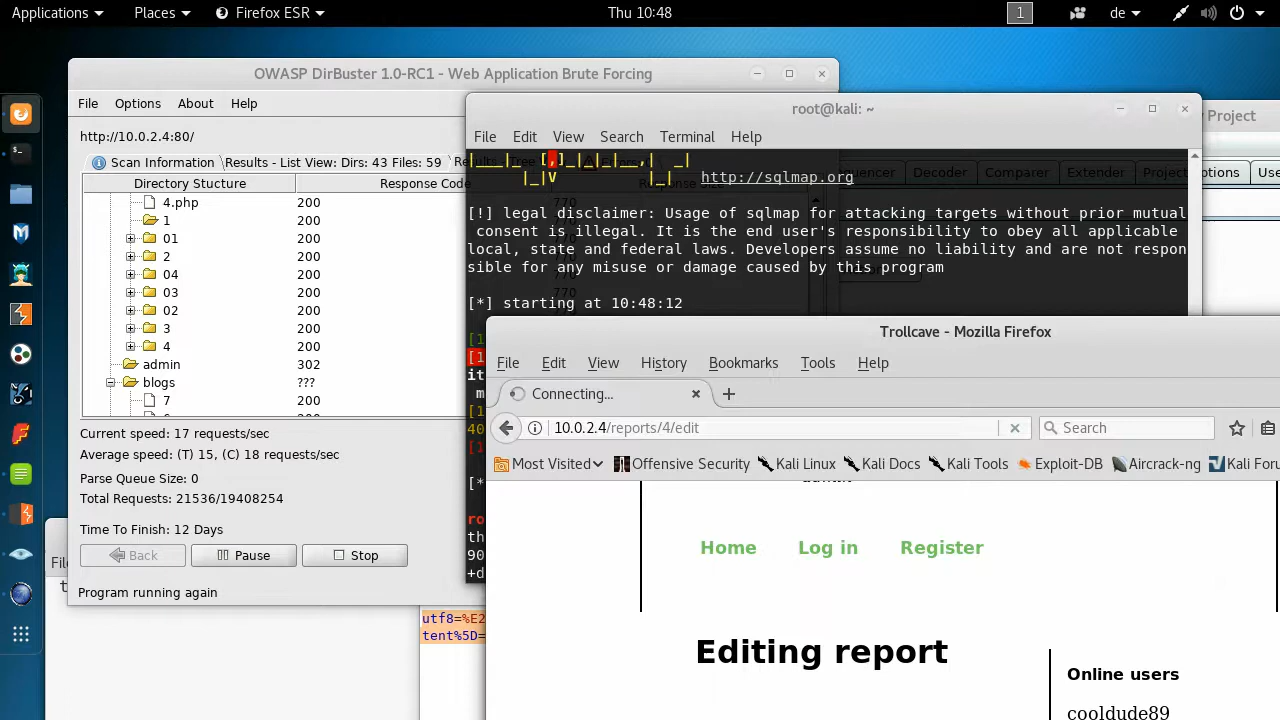 Applications Places Firefox ESR Thu 10:48 1 de
OWASP DirBuster 1.0-RC1 - Web Application Brute Forcing
File Options About Help
http://10.0.2.4:80/
Scan Information Results - List View: Dirs: 43 Files: 59
Directory Stucture Response Code
4.php 200
1 200
01 200
2 200
04 200
03 200
02 200
3 200
4 200
admin 302
blogs ???
7 200
Current speed: 17 requests/sec
Average speed: (T) 15, (C) 18 requests/sec
Parse Queue Size: 0
Total Requests: 21536/19408254
Time To Finish: 12 Days
Back Pause Stop
Program running again
root@kali: ~
File Edit View Search Terminal Help
http://sqlmap.org
[!] legal disclaimer: Usage of sqlmap for attacking targets without prior mutual
consent is illegal. It is the end user's responsibility to obey all applicable
local, state and federal laws. Developers assume no liability and are not respon
sible for any misuse or damage caused by this program
[*] starting at 10:48:12
Project
Decoder Comparer Extender Project options Use
utf8=%E2
tent%5D=
Trollcave - Mozilla Firefox
File Edit View History Bookmarks Tools Help
Connecting...
10.0.2.4/reports/4/edit Search
Most Visited Offensive Security Kali Linux Kali Docs Kali Tools Exploit-DB Aircrack-ng Kali Foru
Home Log in Register
Editing report
Online users
cooldude89